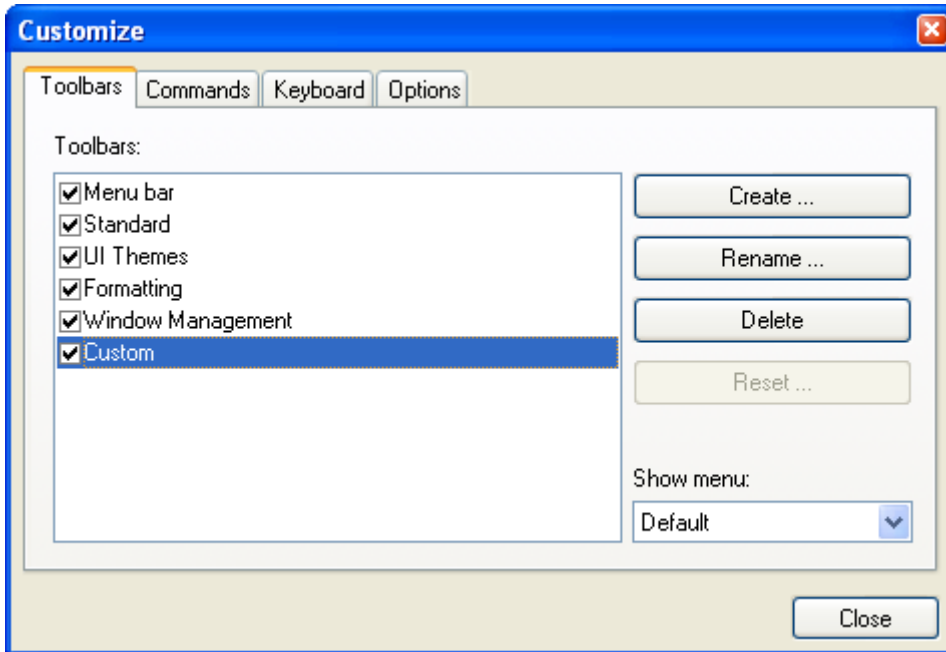 Customize
Toolbars Commands Keyboard Options
Toolbars:
Menu bar
Standard
UI Themes
Formatting
Window Management
Custom
Create ...
Rename ...
Delete
Reset ...
Show menu:
Default
Close